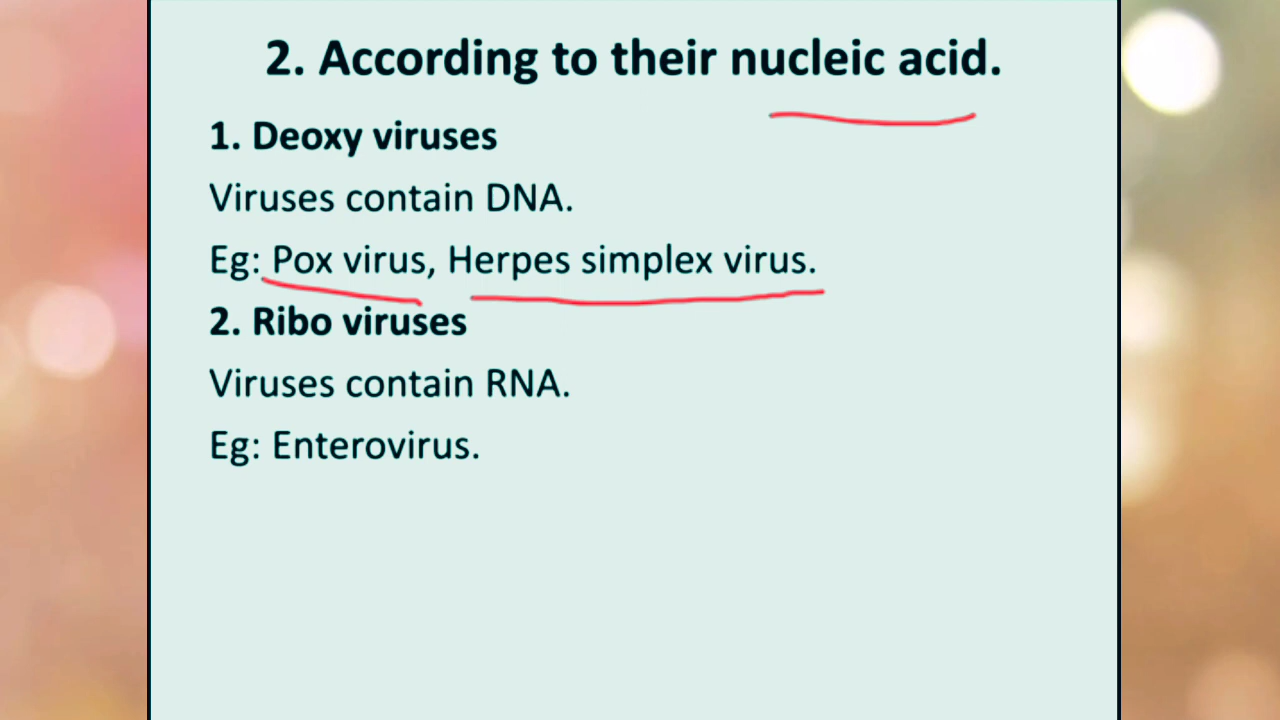 2. According to their nucleic acid.
1. Deoxy viruses
Viruses contain DNA.
Eg: Pox virus, Herpes simplex virus.
2. Ribo viruses
Viruses contain RNA.
Eg: Enterovirus.